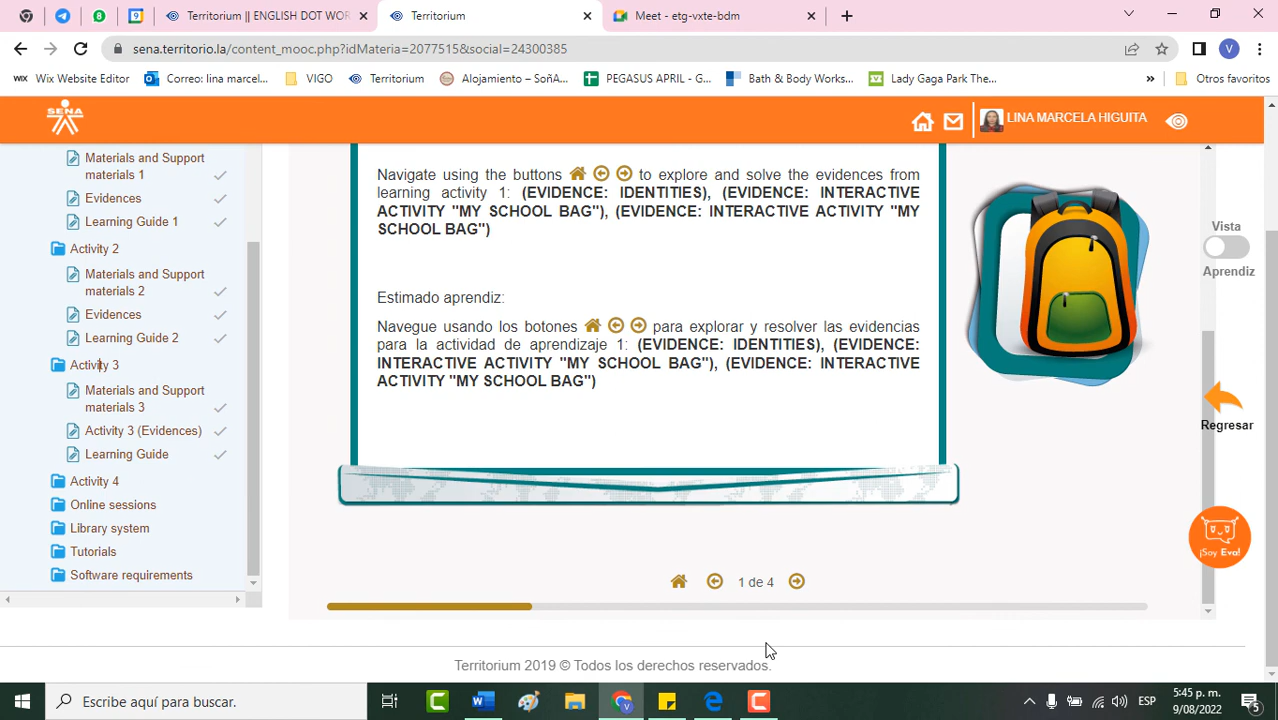 Territorium || ENGLISH DOT WOR
Territorium
Meet - etg-vxte-bdm
sena.territorio.la/content_mooc.php?idMateria=2077515&social=24300385
V
WIX Wix Website Editor
Correo: lina marcel...
VIGO
Territorium
Alojamiento – SoñA...
PEGASUS APRIL - G...
Bath & Body Works...
Lady Gaga Park The...
»
Otros favoritos
SENA
LINA MARCELA HIGUITA
Materials and Support
materials 1
Evidences
Learning Guide 1
Activity 2
Materials and Support
materials 2
Evidences
Learning Guide 2
Activity 3
Materials and Support
materials 3
Activity 3 (Evidences)
Learning Guide
Activity 4
Online sessions
Library system
Tutorials
Software requirements
Navigate using the buttons to explore and solve the evidences from
learning activity 1: (EVIDENCE: IDENTITIES), (EVIDENCE: INTERACTIVE
ACTIVITY "MY SCHOOL BAG"), (EVIDENCE: INTERACTIVE ACTIVITY "MY
SCHOOL BAG")
Estimado aprendiz:
Navegue usando los botones para explorar y resolver las evidencias
para la actividad de aprendizaje 1: (EVIDENCE: IDENTITIES), (EVIDENCE:
INTERACTIVE ACTIVITY "MY SCHOOL BAG"), (EVIDENCE: INTERACTIVE
ACTIVITY "MY SCHOOL BAG")
1 de 4
Vista
Aprendiz
Regresar
¡Soy Eva!
Territorium 2019 © Todos los derechos reservados.
Escribe aquí para buscar.
ESP
5:45 p. m.
9/08/2022
5